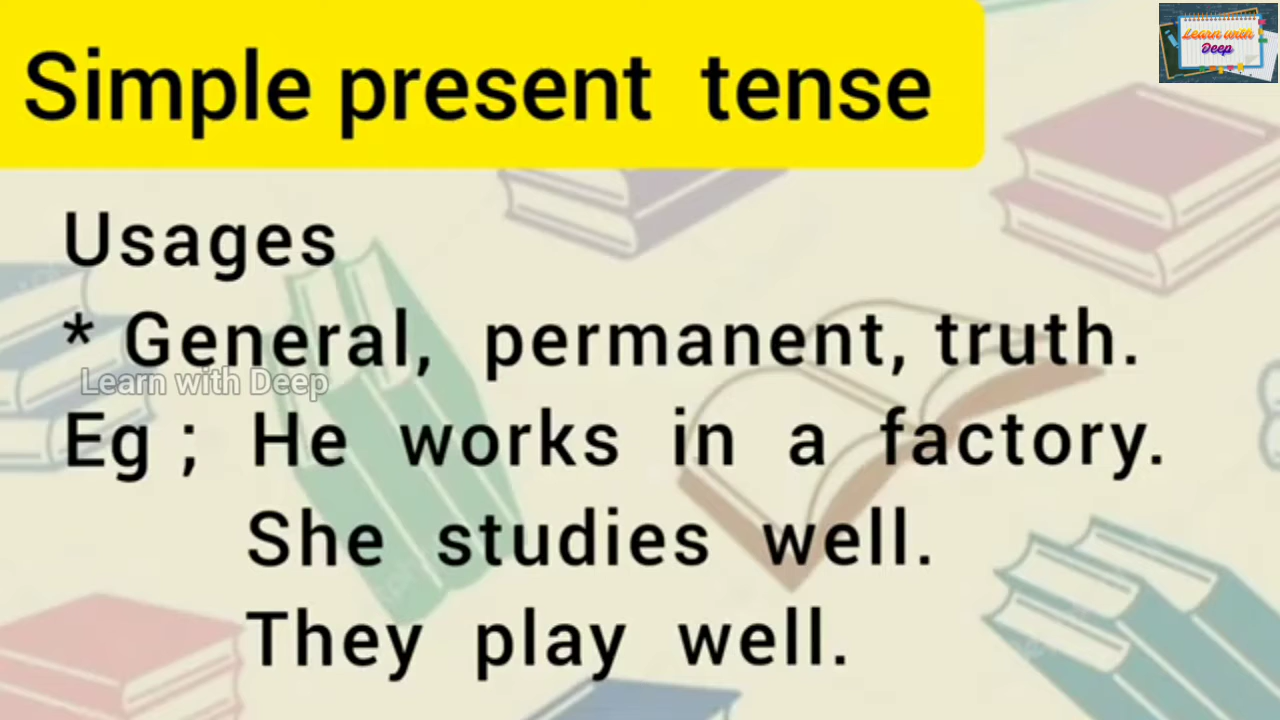 Simple present tense
Learn with
Deep
Usages
* General, permanent, truth.
Learn with Deep
Eg ; He works in a factory.
She studies well.
They play well.